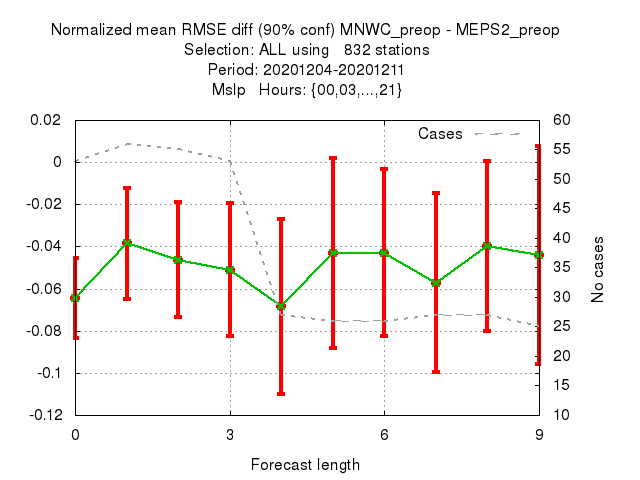 Normalized mean RMSE diff (90% conf) MNWC_preop - MEPS2_preop
Selection: ALL using   832 stations
Period: 20201204-20201211
Mslp   Hours: {00,03,...,21}
0.02
0
-0.02
-0.04
-0.06
-0.08
-0.1
-0.12
Cases
60
55
50
45
40
35
30
25
20
15
10
No cases
0 3 6 9
Forecast length